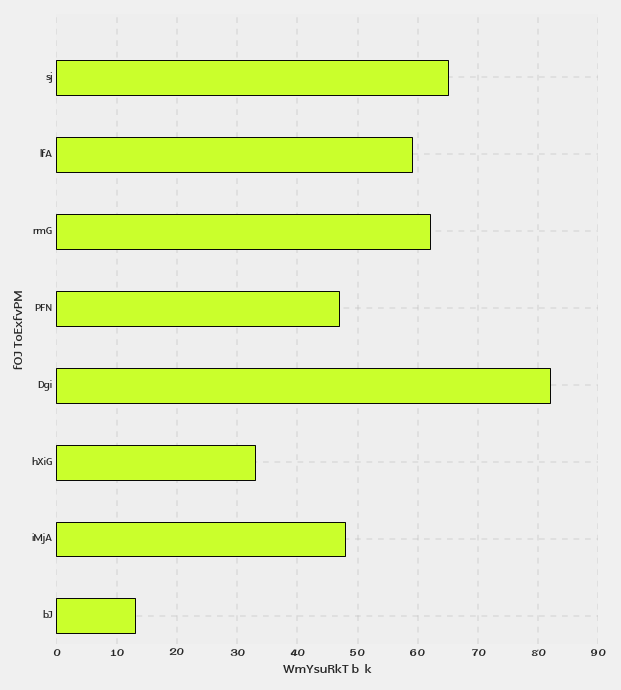 sj
lfA
rmG
PFN
Dgi
hXiG
iMjA
bJ
0 10 20 30 40 50 60 70 80 90
WmYsuRkT b k
fOJ ToExfvPM